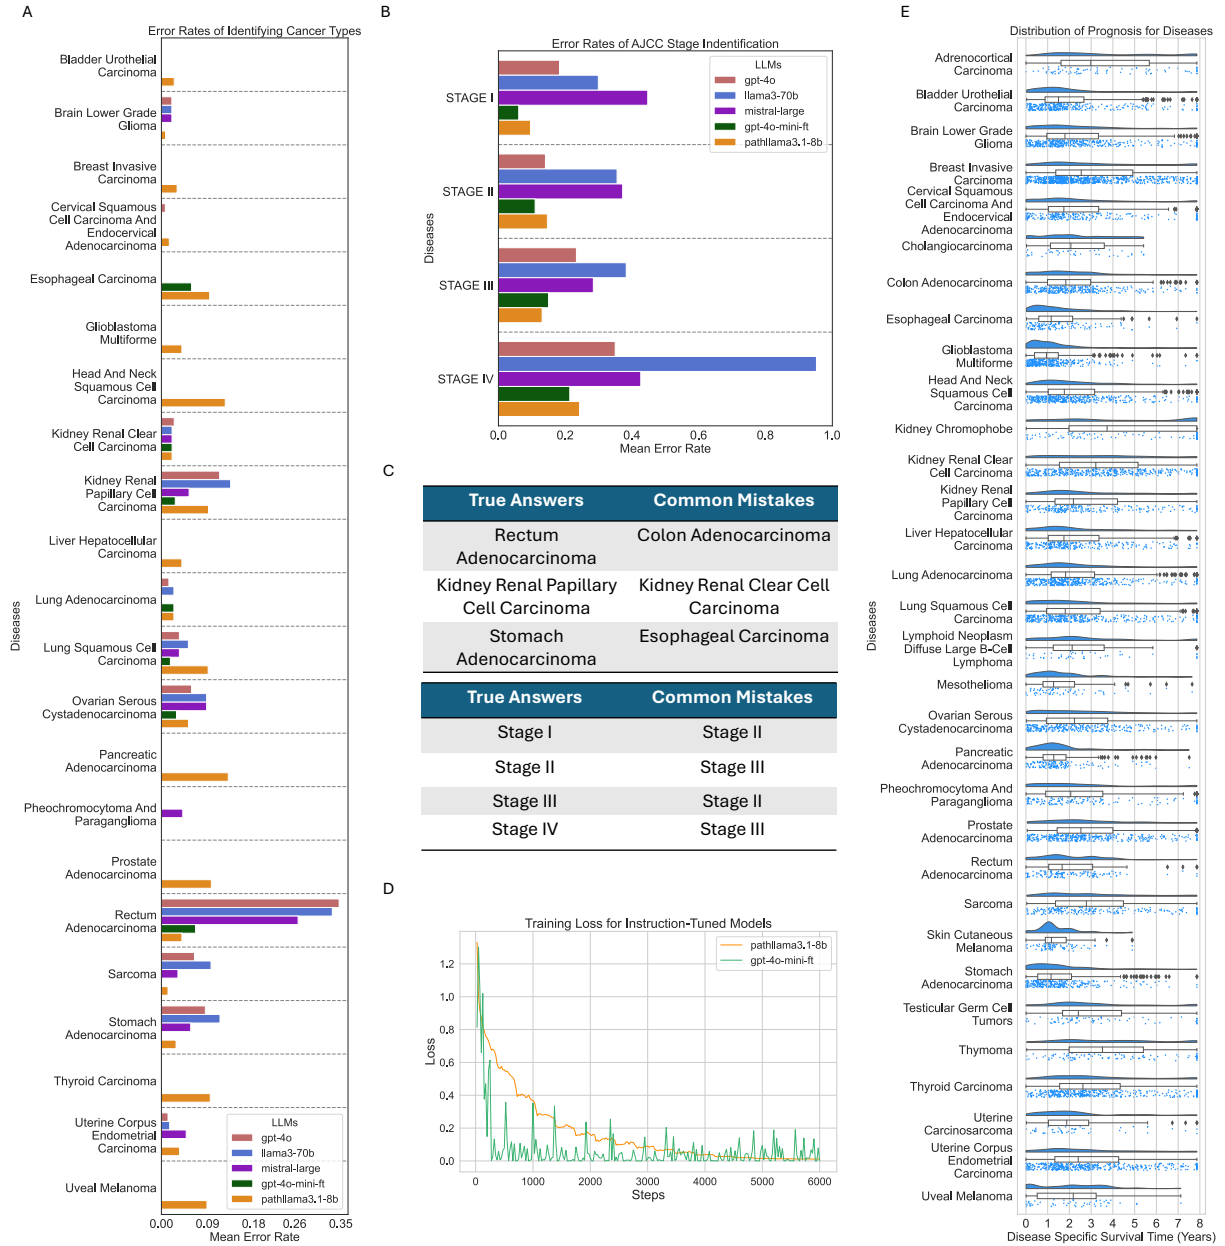 A
Error Rates of Identifying Cancer Types
Bladder Urothelial
Carcinoma
Brain Lower Grade
Glioma
Breast Invasive
Carcinoma
Cervical Squamous
Cell Carcinoma And
Endocervical
Adenocarcinoma
Esophageal Carcinoma
Glioblastoma
Multiforme
Head And Neck
Squamous Cell
Carcinoma
Kidney Renal Clear
Cell Carcinoma
Kidney Renal
Papillary Cell
Carcinoma
Liver Hepatocellular
Carcinoma
Lung Adenocarcinoma
Lung Squamous Cell
Carcinoma
Ovarian Serous
Cystadenocarcinoma
Pancreatic
Adenocarcinoma
Pheochromocytoma And
Paraganglioma
Prostate
Adenocarcinoma
Rectum
Adenocarcinoma
Sarcoma
Stomach
Adenocarcinoma
Thyroid Carcinoma
Uterine Corpus
Endometrial
Carcinoma
Uveal Melanoma
Diseases
LLMs
gpt-4o
llama3-70b
mistral-large
gpt-4o-mini-ft
pathllama3.1-8b
0.00 0.09 0.18 0.26 0.35
Mean Error Rate
B
Error Rates of AJCC Stage Indentification
LLMs
gpt-4o
llama3-70b
mistral-large
gpt-4o-mini-ft
pathllama3.1-8b
STAGE I
STAGE II
STAGE III
STAGE IV
Diseases
0.0 0.2 0.4 0.6 0.8 1.0
Mean Error Rate
C
True Answers Common Mistakes
Rectum Colon Adenocarcinoma
Adenocarcinoma
Kidney Renal Papillary Kidney Renal Clear Cell
Cell Carcinoma Carcinoma
Stomach Esophageal Carcinoma
Adenocarcinoma
True Answers Common Mistakes
Stage I Stage II
Stage II Stage III
Stage III Stage II
Stage IV Stage III
D
Training Loss for Instruction-Tuned Models
pathllama3.1-8b
gpt-4o-mini-ft
1.2
1.0
0.8
0.6
0.4
0.2
0.0
Loss
0 1000 2000 3000 4000 5000 6000
Steps
E
Distribution of Prognosis for Diseases
Adrenocortical
Carcinoma
Bladder Urothelial
Carcinoma
Brain Lower Grade
Glioma
Breast Invasive
Carcinoma
Cervical Squamous
Cell Carcinoma And
Endocervical
Adenocarcinoma
Cholangiocarcinoma
Colon Adenocarcinoma
Esophageal Carcinoma
Glioblastoma
Multiforme
Head And Neck
Squamous Cell
Carcinoma
Kidney Chromophobe
Kidney Renal Clear
Cell Carcinoma
Kidney Renal
Papillary Cell
Carcinoma
Liver Hepatocellular
Carcinoma
Lung Adenocarcinoma
Lung Squamous Cell
Carcinoma
Lymphoid Neoplasm
Diffuse Large B-Cell
Lymphoma
Mesothelioma
Ovarian Serous
Cystadenocarcinoma
Pancreatic
Adenocarcinoma
Pheochromocytoma And
Paraganglioma
Prostate
Adenocarcinoma
Rectum
Adenocarcinoma
Sarcoma
Skin Cutaneous
Melanoma
Stomach
Adenocarcinoma
Testicular Germ Cell
Tumors
Thymoma
Thyroid Carcinoma
Uterine
Carcinosarcoma
Uterine Corpus
Endometrial
Carcinoma
Uveal Melanoma
Diseases
0 1 2 3 4 5 6 7 8
Disease Specific Survival Time (Years)